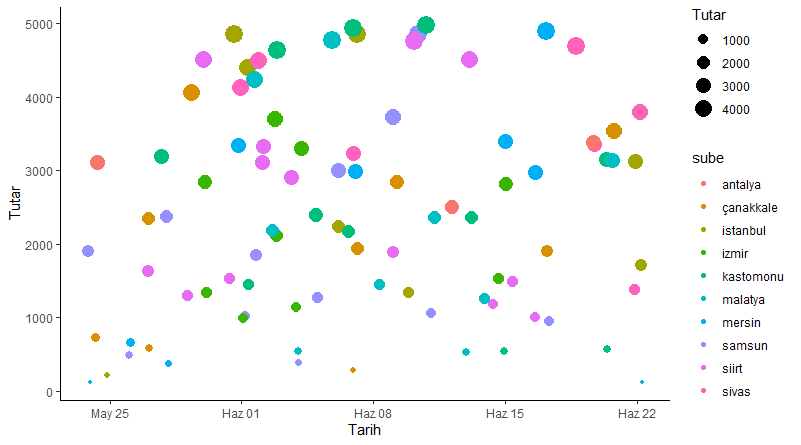 5000
4000
3000
2000
1000
0
Tutar
May 25
Haz 01
Haz 08
Haz 15
Haz 22
Tarih
Tutar
1000
2000
3000
4000
sube
antalya
çanakkale
istanbul
izmir
kastomonu
malatya
mersin
samsun
siirt
sivas